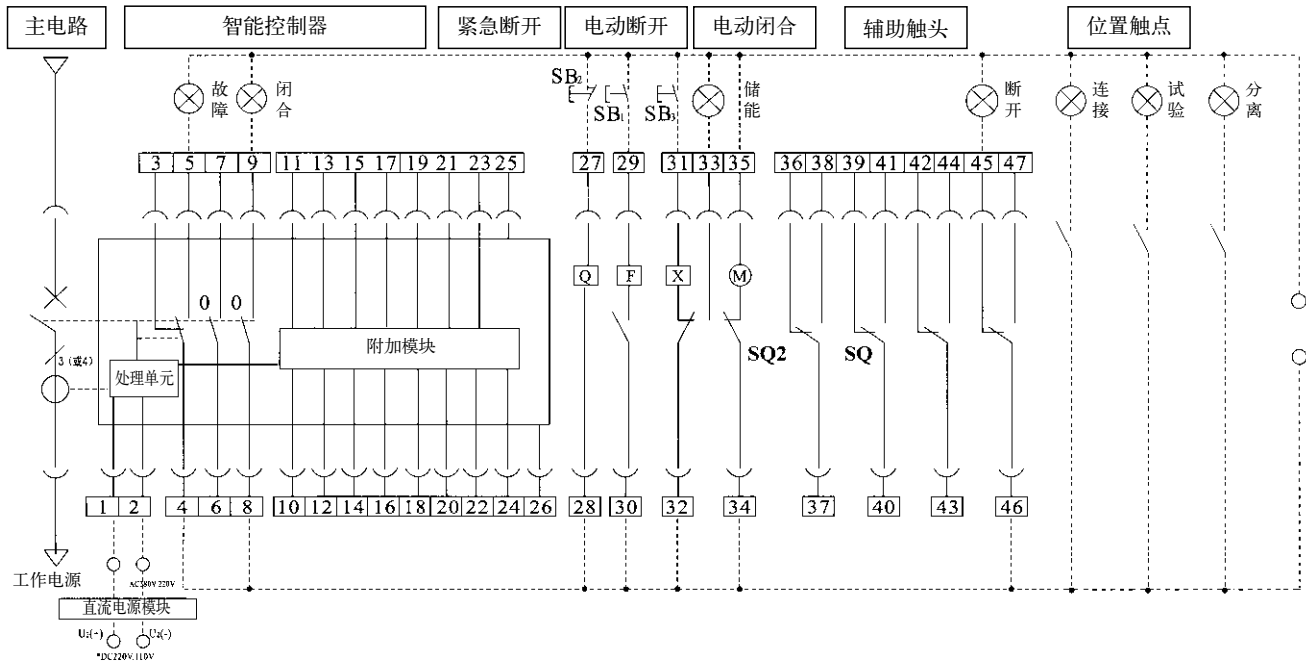 主电路 智能控制器 紧急断开 电动断开 电动闭合 辅助触头 位置触点
故障 闭合 SB₂ SB₁ SB₃ 储能 断开 连接 试验 分离
3 5 7 9 11 13 15 17 19 21 23 25 27 29 31 33 35 36 38 39 41 42 44 45 47
Q F X M
0 0
附加模块
SQ2 SQ
3（或4）
处理单元
1 2 4 6 8 10 12 14 16 18 20 22 24 26 28 30 32 34 37 40 43 46
工作电源
AC380V 220V
直流电源模块
U₁(+) U₂(-)
*DC220V,110V